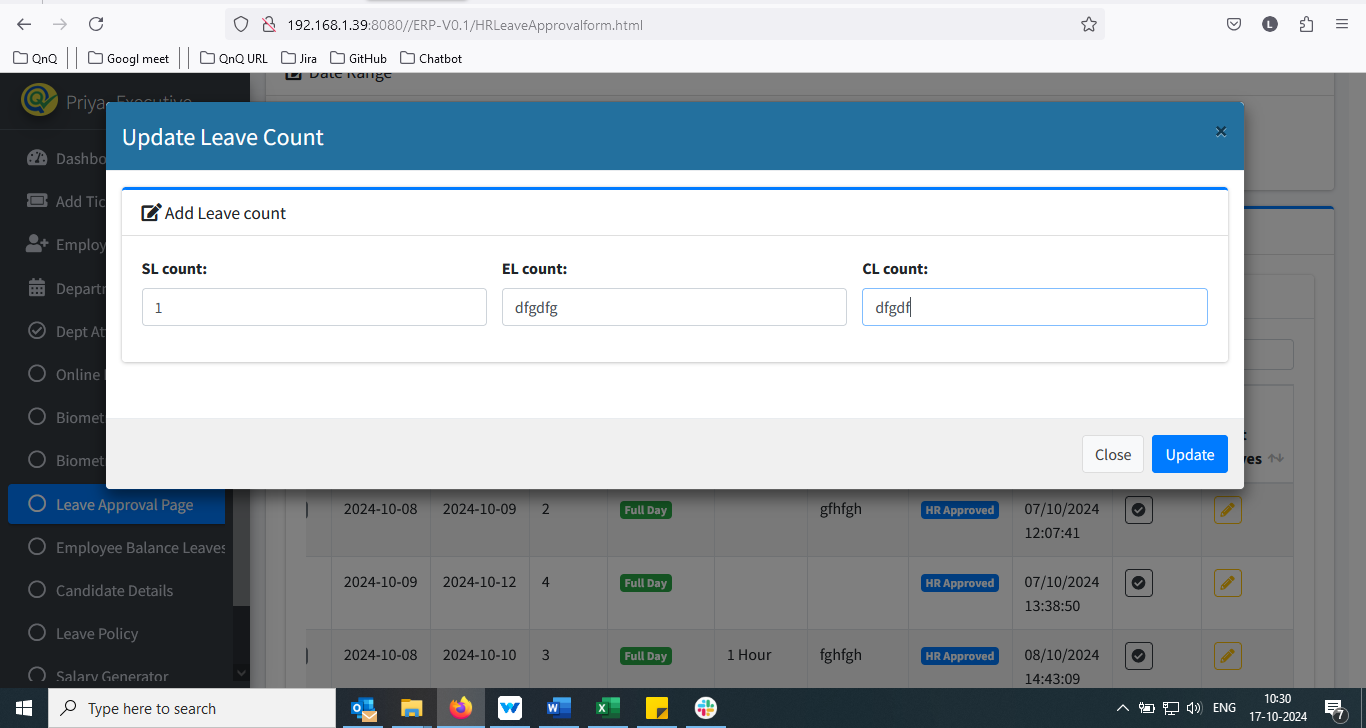 192.168.1.39:8080//ERP-V0.1/HRLeaveApprovalform.html
L
QnQ
Googl meet
QnQ URL
Jira
GitHub
Chatbot
Date Range
Priya Executive
Update Leave Count
×
Add Leave count
SL count:
EL count:
CL count:
1
dfgdfg
dfgdf
Close
Update
Dashbo
Add Tic
Employ
Departm
Dept At
Online
Biomet
Biomet
Leave Approval Page
Employee Balance Leaves
Candidate Details
Leave Policy
Salary Generator
ves
2024-10-08 2024-10-09 2 Full Day gfhfgh HR Approved 07/10/2024
12:07:41
2024-10-09 2024-10-12 4 Full Day HR Approved 07/10/2024
13:38:50
2024-10-08 2024-10-10 3 Full Day 1 Hour fghfgh HR Approved 08/10/2024
14:43:09
Type here to search
ENG
10:30
17-10-2024
7